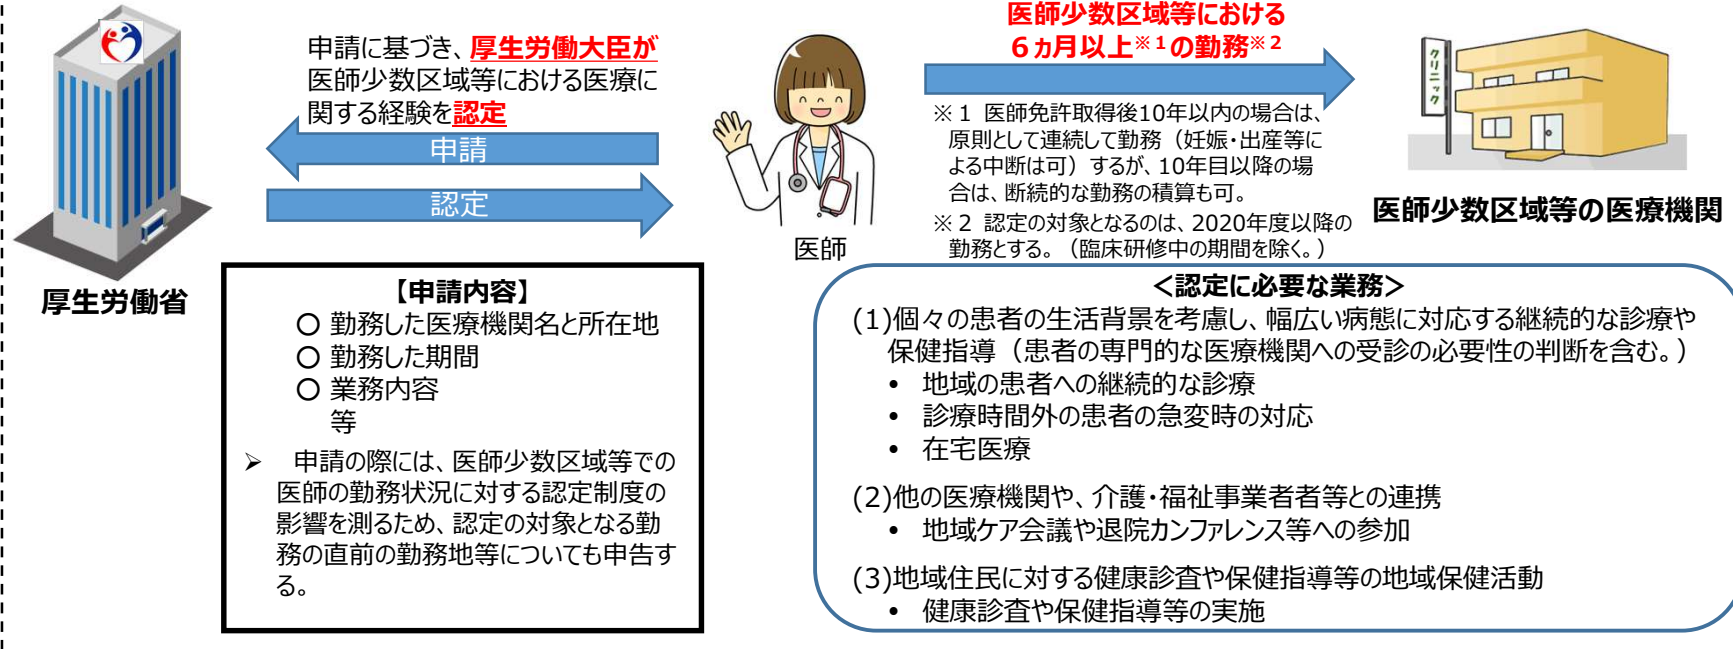 申請に基づき、厚生労働大臣が
医師少数区域等における医療に
関する経験を認定
申請
認定
厚生労働省
医師
医師少数区域等における
６ヵ月以上※１の勤務※２
※１ 医師免許取得後10年以内の場合は、
原則として連続して勤務（妊娠・出産等に
よる中断は可）するが、10年目以降の場
合は、断続的な勤務の積算も可。
※２ 認定の対象となるのは、2020年度以降の
勤務とする。（臨床研修中の期間を除く。）
クリニック
医師少数区域等の医療機関
【申請内容】
〇 勤務した医療機関名と所在地
〇 勤務した期間
〇 業務内容
等
➢ 申請の際には、医師少数区域等での
医師の勤務状況に対する認定制度の
影響を測るため、認定の対象となる勤
務の直前の勤務地等についても申告す
る。
＜認定に必要な業務＞
(1)個々の患者の生活背景を考慮し、幅広い病態に対応する継続的な診療や
保健指導（患者の専門的な医療機関への受診の必要性の判断を含む。）
• 地域の患者への継続的な診療
• 診療時間外の患者の急変時の対応
• 在宅医療
(2)他の医療機関や、介護・福祉事業者者等との連携
• 地域ケア会議や退院カンファレンス等への参加
(3)地域住民に対する健康診査や保健指導等の地域保健活動
• 健康診査や保健指導等の実施